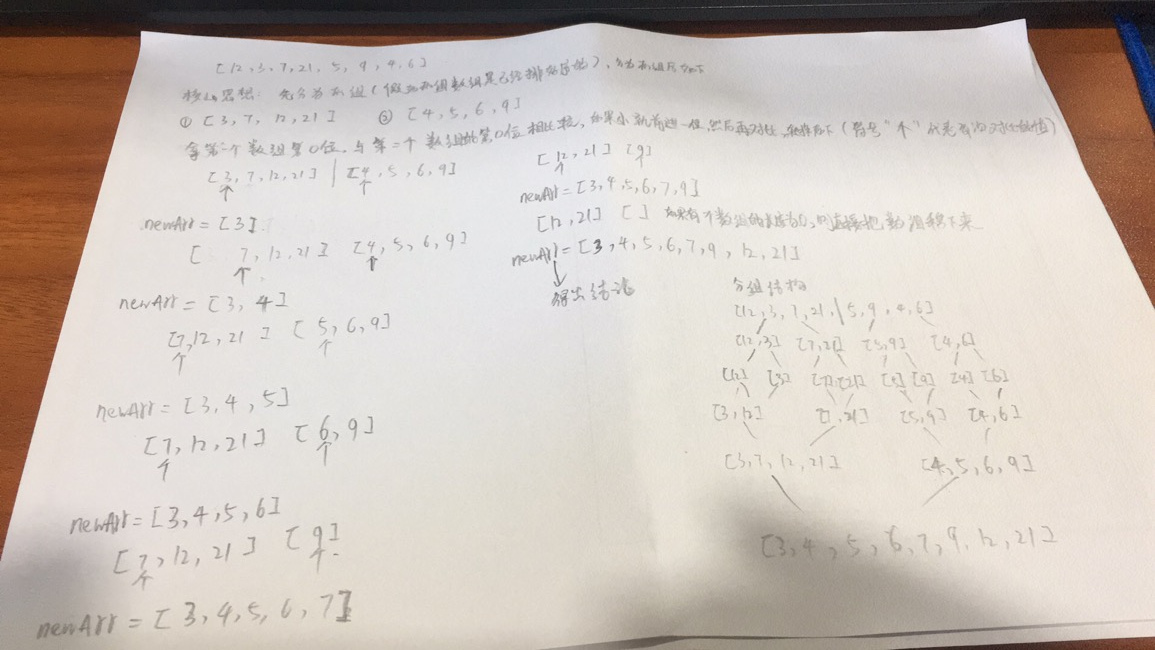 [12,3,7,21,5,9,4,6]
核心思想: 先分为两组(假如两组数组是已经排好序的), 分为两组后如下
① [3,7,12,21] ② [4,5,6,9]
拿第一个数组第0位,与第二个数组的第0位相比较,如果小就前进一位,然后再对比,如下(符号"↑"代表每次对比的值)
[3,7,12,21] | [4,5,6,9]
newArr = [3]
[7,12,21] [4,5,6,9]
newArr = [3,4]
[7,12,21] [5,6,9]
newArr = [3,4,5]
[7,12,21] [6,9]
newArr = [3,4,5,6]
[7,12,21] [9]
newArr = [3,4,5,6,7]
[12,21] [9]
newArr = [3,4,5,6,7,9]
[12,21] [] 如果有个数组的长度为0,则直接把数组移下来
newArr = [3,4,5,6,7,9,12,21]
得出结论
分组结构
[12,3,7,21,|5,9,4,6]
[12,3] [7,21] [5,9] [4,6]
[12] [3] [7] [21] [5] [9] [4] [6]
[3,12] [7,21] [5,9] [4,6]
[3,7,12,21] [4,5,6,9]
[3,4,5,6,7,9,12,21]